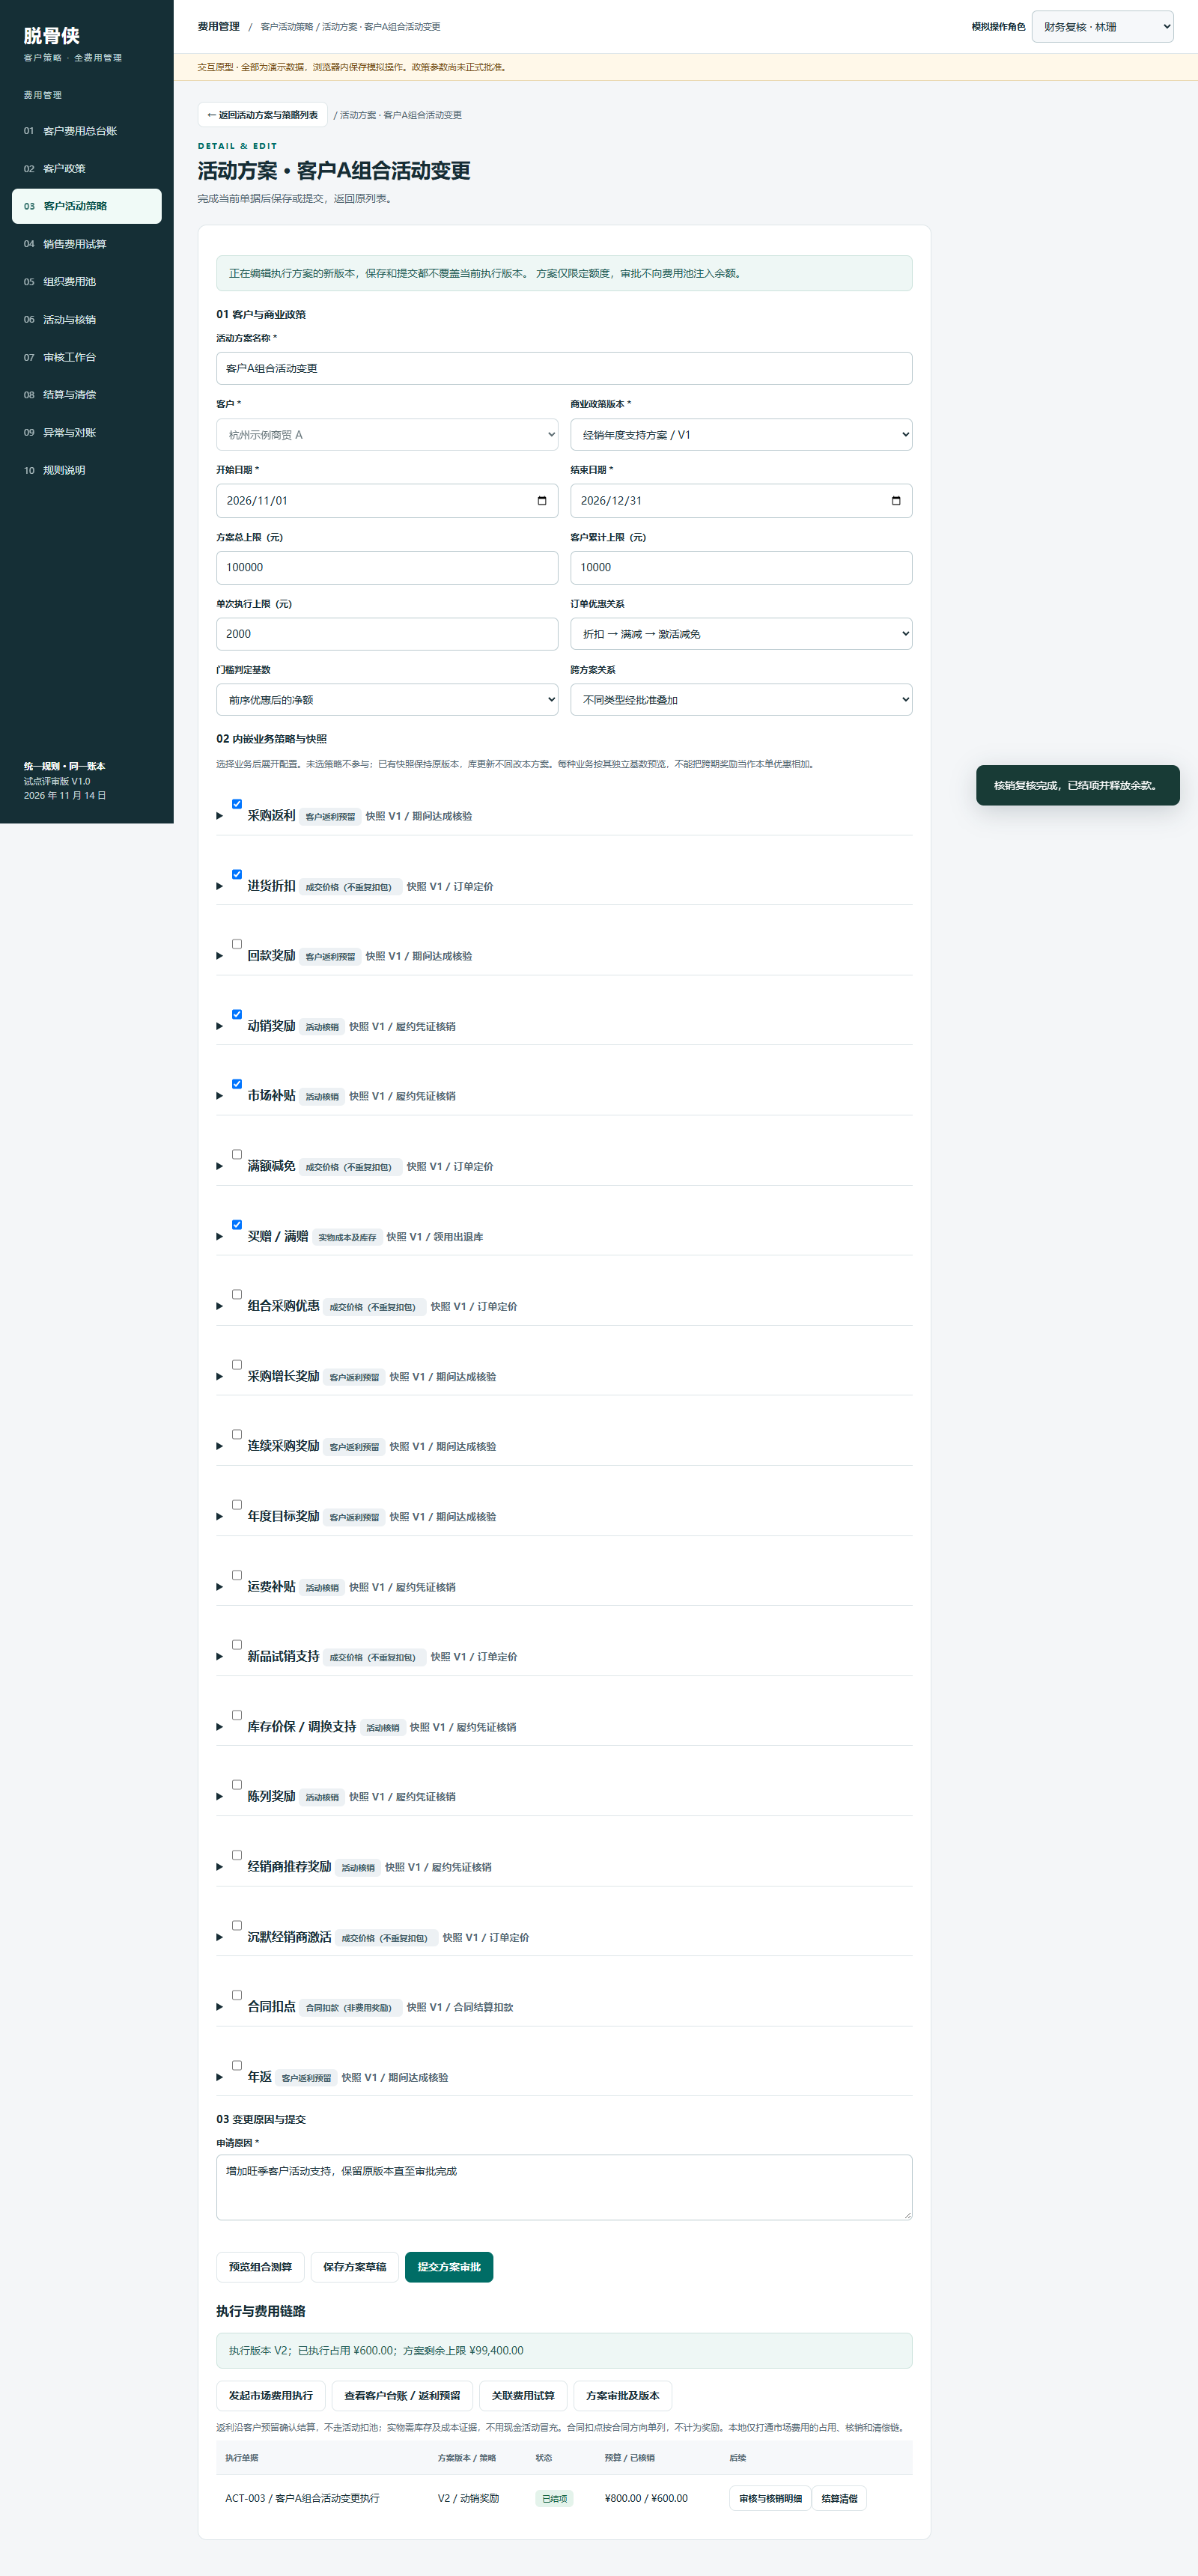 脱骨侠
客户策略 · 全费用管理
费用管理
01 客户费用总台账
02 客户政策
03 客户活动策略
04 销售费用试算
05 组织费用池
06 活动与核销
07 审核工作台
08 结算与清偿
09 异常与对账
10 规则说明
统一规则 · 同一账本
试点评审版 V1.0
2026 年 11 月 14 日
费用管理 / 客户活动策略 / 活动方案 · 客户A组合活动变更
模拟操作角色 财务复核 · 林珊
交互原型 · 全部为演示数据，浏览器内保存模拟操作。政策参数尚未正式批准。
← 返回活动方案与策略列表 / 活动方案 · 客户A组合活动变更
DETAIL & EDIT
活动方案 · 客户A组合活动变更
完成当前单据后保存或提交，返回原列表。
正在编辑执行方案的新版本，保存和提交都不覆盖当前执行版本。 方案仅限定额度，审批不向费用池注入余额。
01 客户与商业政策
活动方案名称 *
客户A组合活动变更
客户 * 商业政策版本 *
杭州示例商贸 A 经销年度支持方案 / V1
开始日期 * 结束日期 *
2026/11/01 2026/12/31
方案总上限（元） 客户累计上限（元）
100000 10000
单次执行上限（元） 订单优惠关系
2000 折扣 → 满减 → 激活减免
门槛判定基数 跨方案关系
前序优惠后的净额 不同类型经批准叠加
02 内嵌业务策略与快照
选择业务后展开配置。未选策略不参与；已有快照保持原版本，库更新不回改本方案。每种业务按其独立基数预览，不能把跨期奖励当作本单优惠相加。
采购返利 客户返利预留 快照 V1 / 期间达成核验
进货折扣 成交价格（不重复扣包） 快照 V1 / 订单定价
回款奖励 客户返利预留 快照 V1 / 期间达成核验
动销奖励 活动核销 快照 V1 / 履约凭证核销
市场补贴 活动核销 快照 V1 / 履约凭证核销
满额减免 成交价格（不重复扣包） 快照 V1 / 订单定价
买赠 / 满赠 实物成本及库存 快照 V1 / 领用出退库
组合采购优惠 成交价格（不重复扣包） 快照 V1 / 订单定价
采购增长奖励 客户返利预留 快照 V1 / 期间达成核验
连续采购奖励 客户返利预留 快照 V1 / 期间达成核验
年度目标奖励 客户返利预留 快照 V1 / 期间达成核验
运费补贴 活动核销 快照 V1 / 履约凭证核销
新品试销支持 成交价格（不重复扣包） 快照 V1 / 订单定价
库存价保 / 调换支持 活动核销 快照 V1 / 履约凭证核销
陈列奖励 活动核销 快照 V1 / 履约凭证核销
经销商推荐奖励 活动核销 快照 V1 / 履约凭证核销
沉默经销商激活 成交价格（不重复扣包） 快照 V1 / 订单定价
合同扣点 合同扣款（非费用奖励） 快照 V1 / 合同结算扣款
年返 客户返利预留 快照 V1 / 期间达成核验
03 变更原因与提交
申请原因 *
增加旺季客户活动支持，保留原版本直至审批完成
预览组合测算 保存方案草稿 提交方案审批
执行与费用链路
执行版本 V2；已执行占用 ¥600.00；方案剩余上限 ¥99,400.00
发起市场费用执行 查看客户台账 / 返利预留 关联费用试算 方案审批及版本
返利沿客户预留确认结算，不走活动扣池；实物需库存及成本证据，不用现金活动冒充。合同扣点按合同方向单列，不计为奖励。本地仅打通市场费用的占用、核销和清偿链。
执行单据 方案版本 / 策略 状态 预算 / 已核销 后续
ACT-003 / 客户A组合活动变更执行 V2 / 动销奖励 已结项 ¥800.00 / ¥600.00 审核与核销明细 结算清偿
核销复核完成，已结项并释放余款。